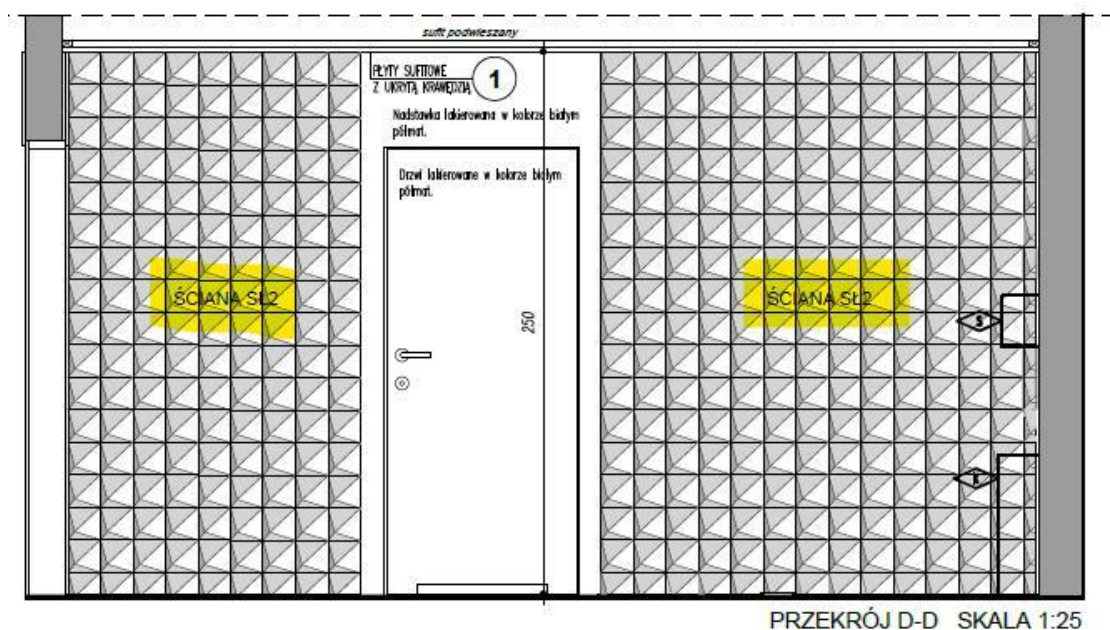 sufit podwieszany
PŁYTY SUFITOWE
Z UKRYTĄ KRAWĘDZIĄ
1
Nadstawka lakierowana w kolorze białym
półmat.
Drzwi lakierowane w kolorze białym
półmat.
ŚCIANA SŁ2
ŚCIANA SŁ2
250
S
K
PRZEKRÓJ D-D SKALA 1:25